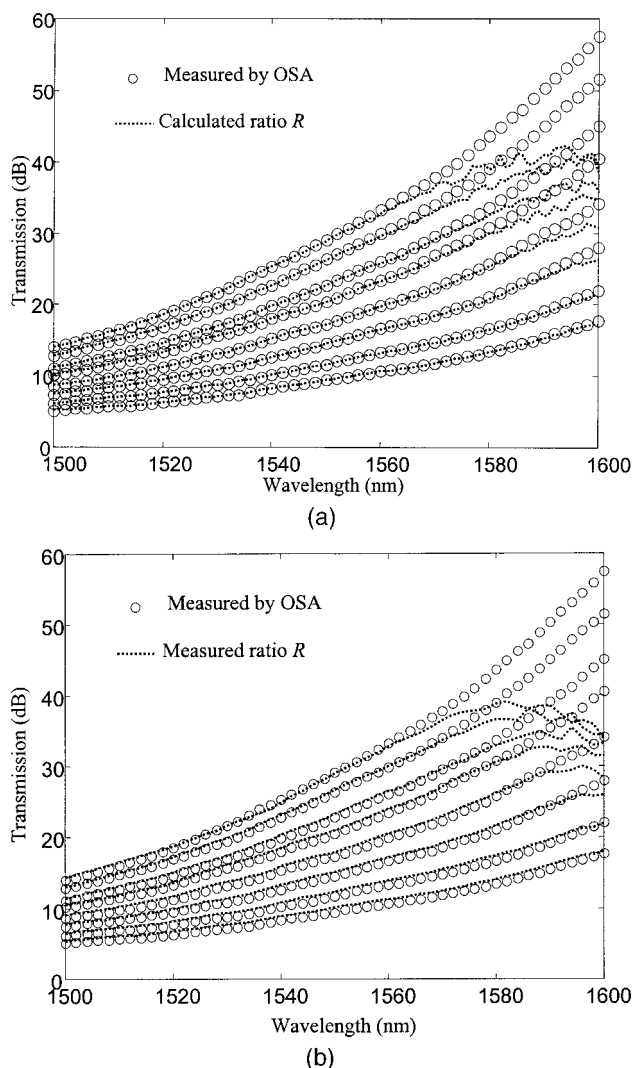 60
50
40
30
20
10
0
Transmission (dB)
Measured by OSA
Calculated ratio R
1500 1520 1540 1560 1580 1600
Wavelength (nm)
(a)
60
50
40
30
20
10
0
Transmission (dB)
Measured by OSA
Measured ratio R
1500 1520 1540 1560 1580 1600
Wavelength (nm)
(b)